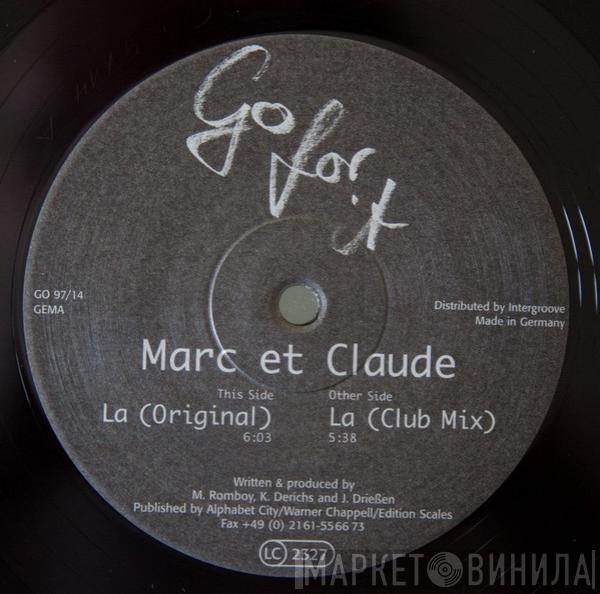 Go for it
GO 97/14
GEMA
Distributed by Intergroove
Made in Germany
Marc et Claude
This Side
La (Original)
6:03
Other Side
La (Club Mix)
5:38
Written & produced by
M. Romboy, K. Derichs and J. Drießen
Published by Alphabet City/Warner Chappell/Edition Scales
Fax +49 (0) 2161-55 66 73
LC 2327
МАРКЕТ ВИНИЛА